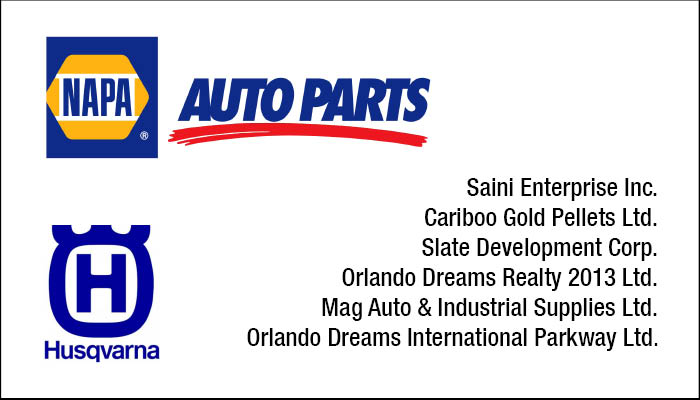 NAPA ®
AUTO PARTS
Saini Enterprise Inc.
Cariboo Gold Pellets Ltd.
Slate Development Corp.
Orlando Dreams Realty 2013 Ltd.
Mag Auto & Industrial Supplies Ltd.
Orlando Dreams International Parkway Ltd.
H
Husqvarna